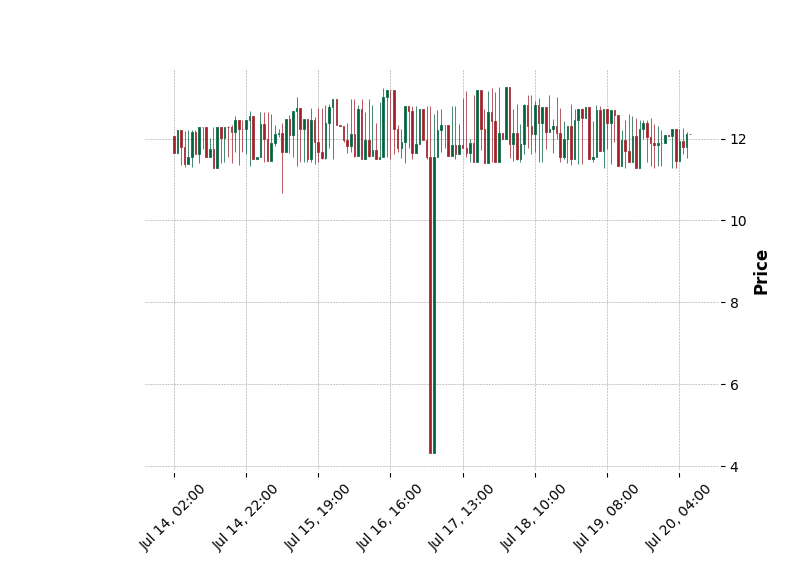 12
10
8
6
4
Price
Jul 14, 02:00
Jul 14, 22:00
Jul 15, 19:00
Jul 16, 16:00
Jul 17, 13:00
Jul 18, 10:00
Jul 19, 08:00
Jul 20, 04:00